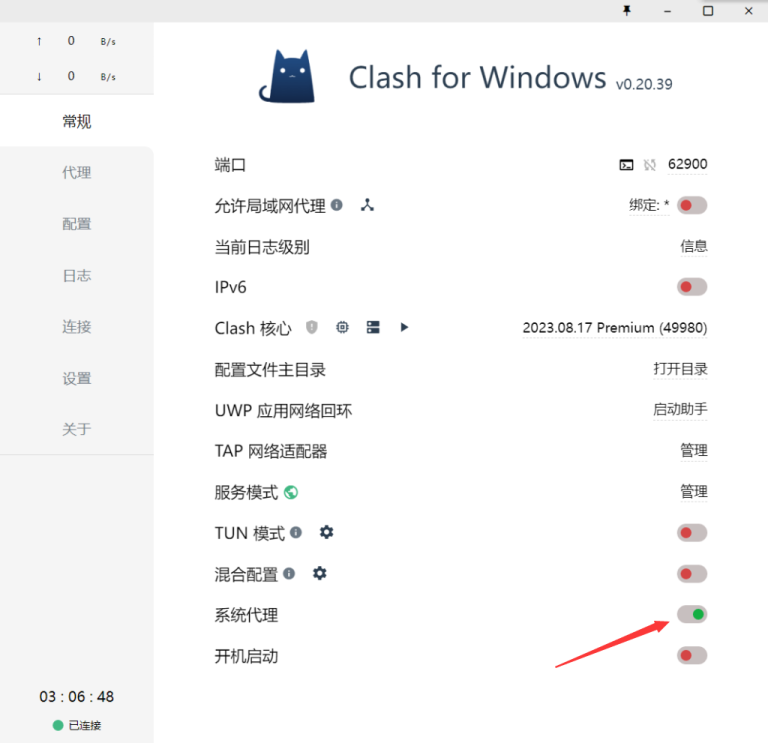 ↑ 0 B/s
↓ 0 B/s
常规
代理
配置
日志
连接
设置
关于
03 : 06 : 48
已连接
Clash for Windows v0.20.39
端口 62900
允许局域网代理 绑定: *
当前日志级别 信息
IPv6
Clash 核心 2023.08.17 Premium (49980)
配置文件主目录 打开目录
UWP 应用网络回环 启动助手
TAP 网络适配器 管理
服务模式 管理
TUN 模式
混合配置
系统代理
开机启动